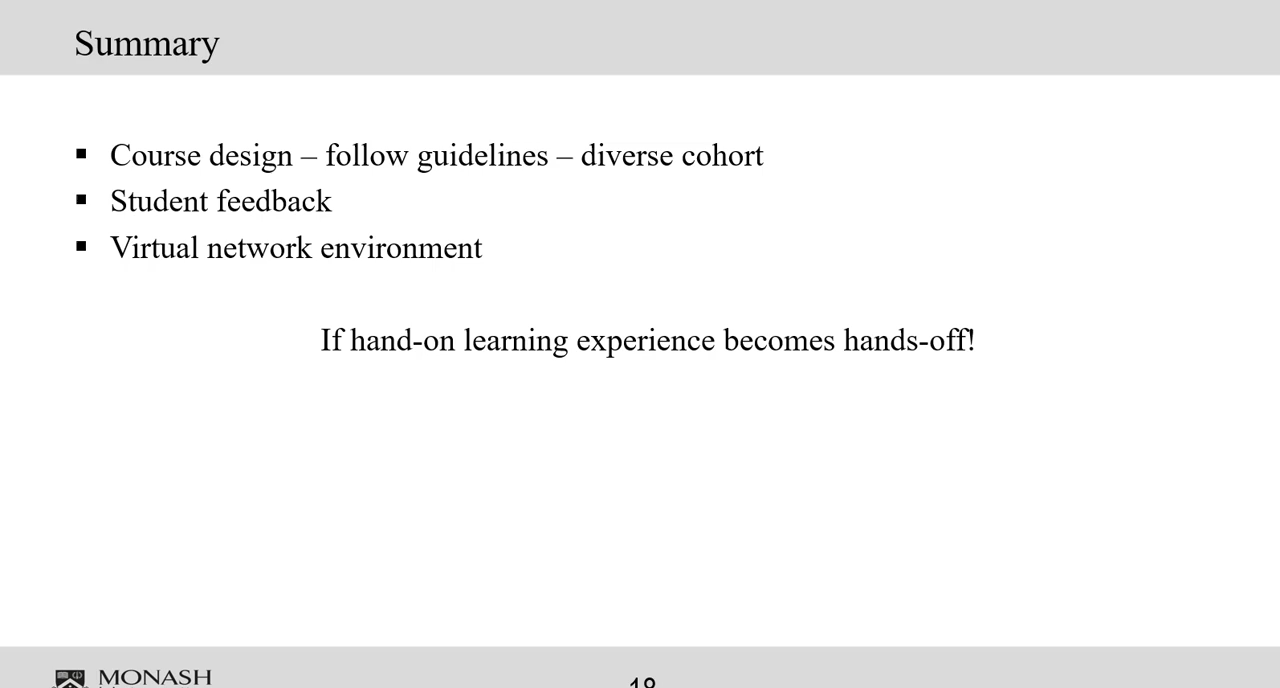 Summary
▪ Course design – follow guidelines – diverse cohort
▪ Student feedback
▪ Virtual network environment
If hand-on learning experience becomes hands-off!
MONASH